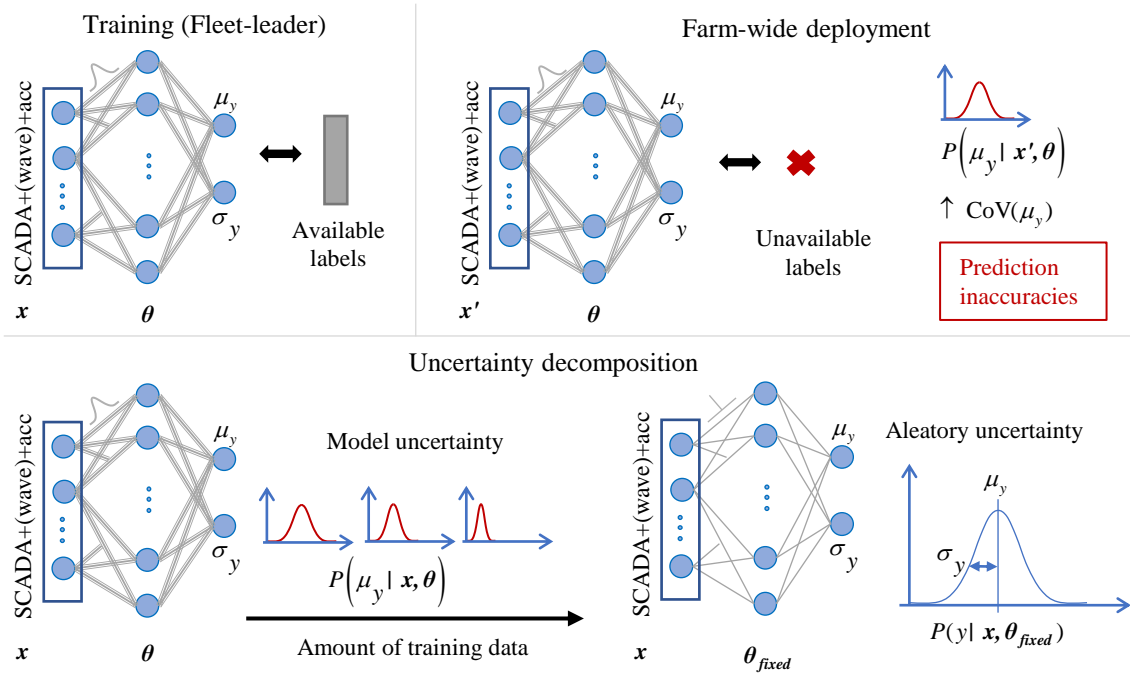 Training (Fleet-leader)
SCADA+(wave)+acc
μy
σy
Available
labels
x
θ
Farm-wide deployment
SCADA+(wave)+acc
μy
σy
Unavailable
labels
P(μy | x', θ)
↑ CoV(μy)
Prediction
inaccuracies
x'
θ
Uncertainty decomposition
SCADA+(wave)+acc
μy
σy
Model uncertainty
P(μy | x, θ)
Amount of training data
x
θ
SCADA+(wave)+acc
μy
σy
Aleatory uncertainty
μy
σy
P(y| x, θfixed)
x
θfixed